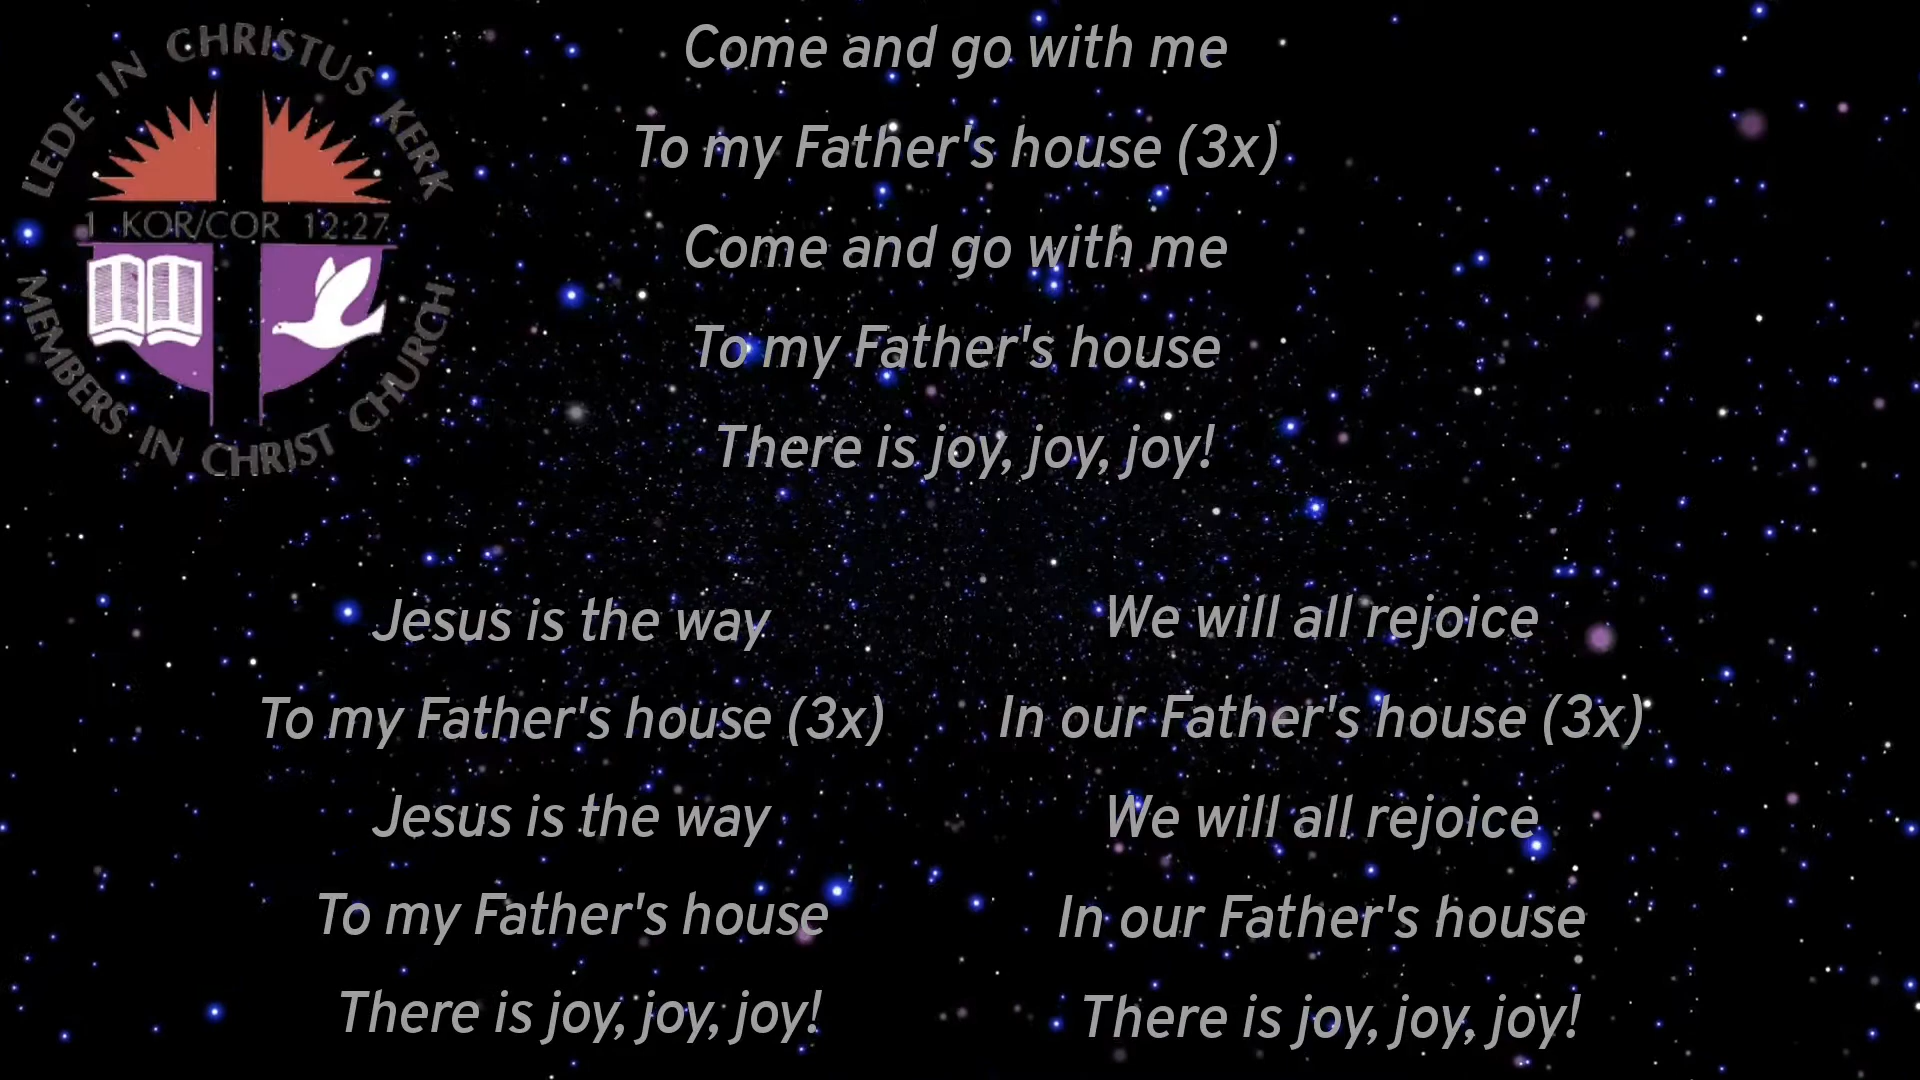 LEDE IN CHRISTUS KERK
1 KOR/COR 12:27
MEMBERS IN CHRIST CHURCH
Come and go with me
To my Father's house (3x)
Come and go with me
To my Father's house
There is joy, joy, joy!
Jesus is the way
To my Father's house (3x)
Jesus is the way
To my Father's house
There is joy, joy, joy!
We will all rejoice
In our Father's house (3x)
We will all rejoice
In our Father's house
There is joy, joy, joy!